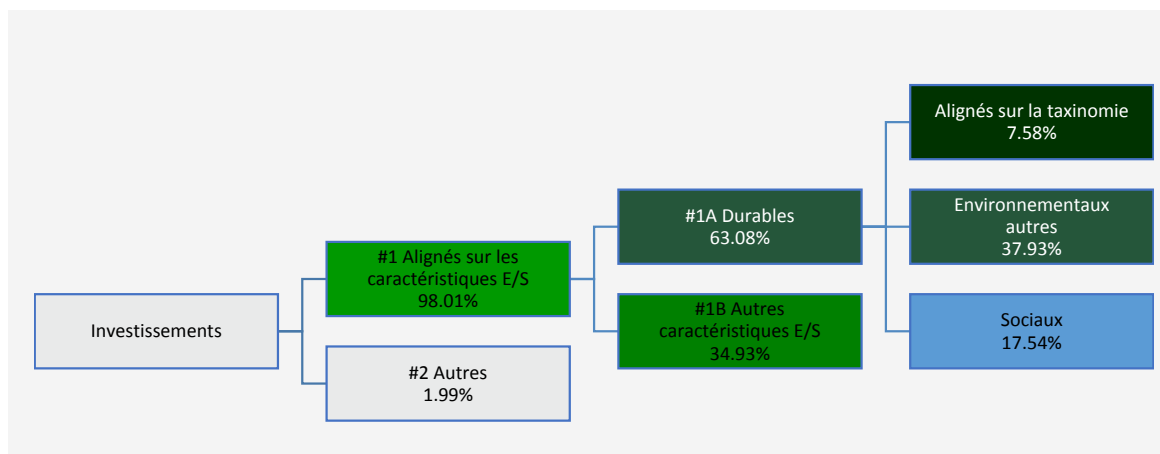 Investissements
#1 Alignés sur les
caractéristiques E/S
98.01%
#2 Autres
1.99%
#1A Durables
63.08%
#1B Autres
caractéristiques E/S
34.93%
Alignés sur la taxinomie
7.58%
Environnementaux
autres
37.93%
Sociaux
17.54%